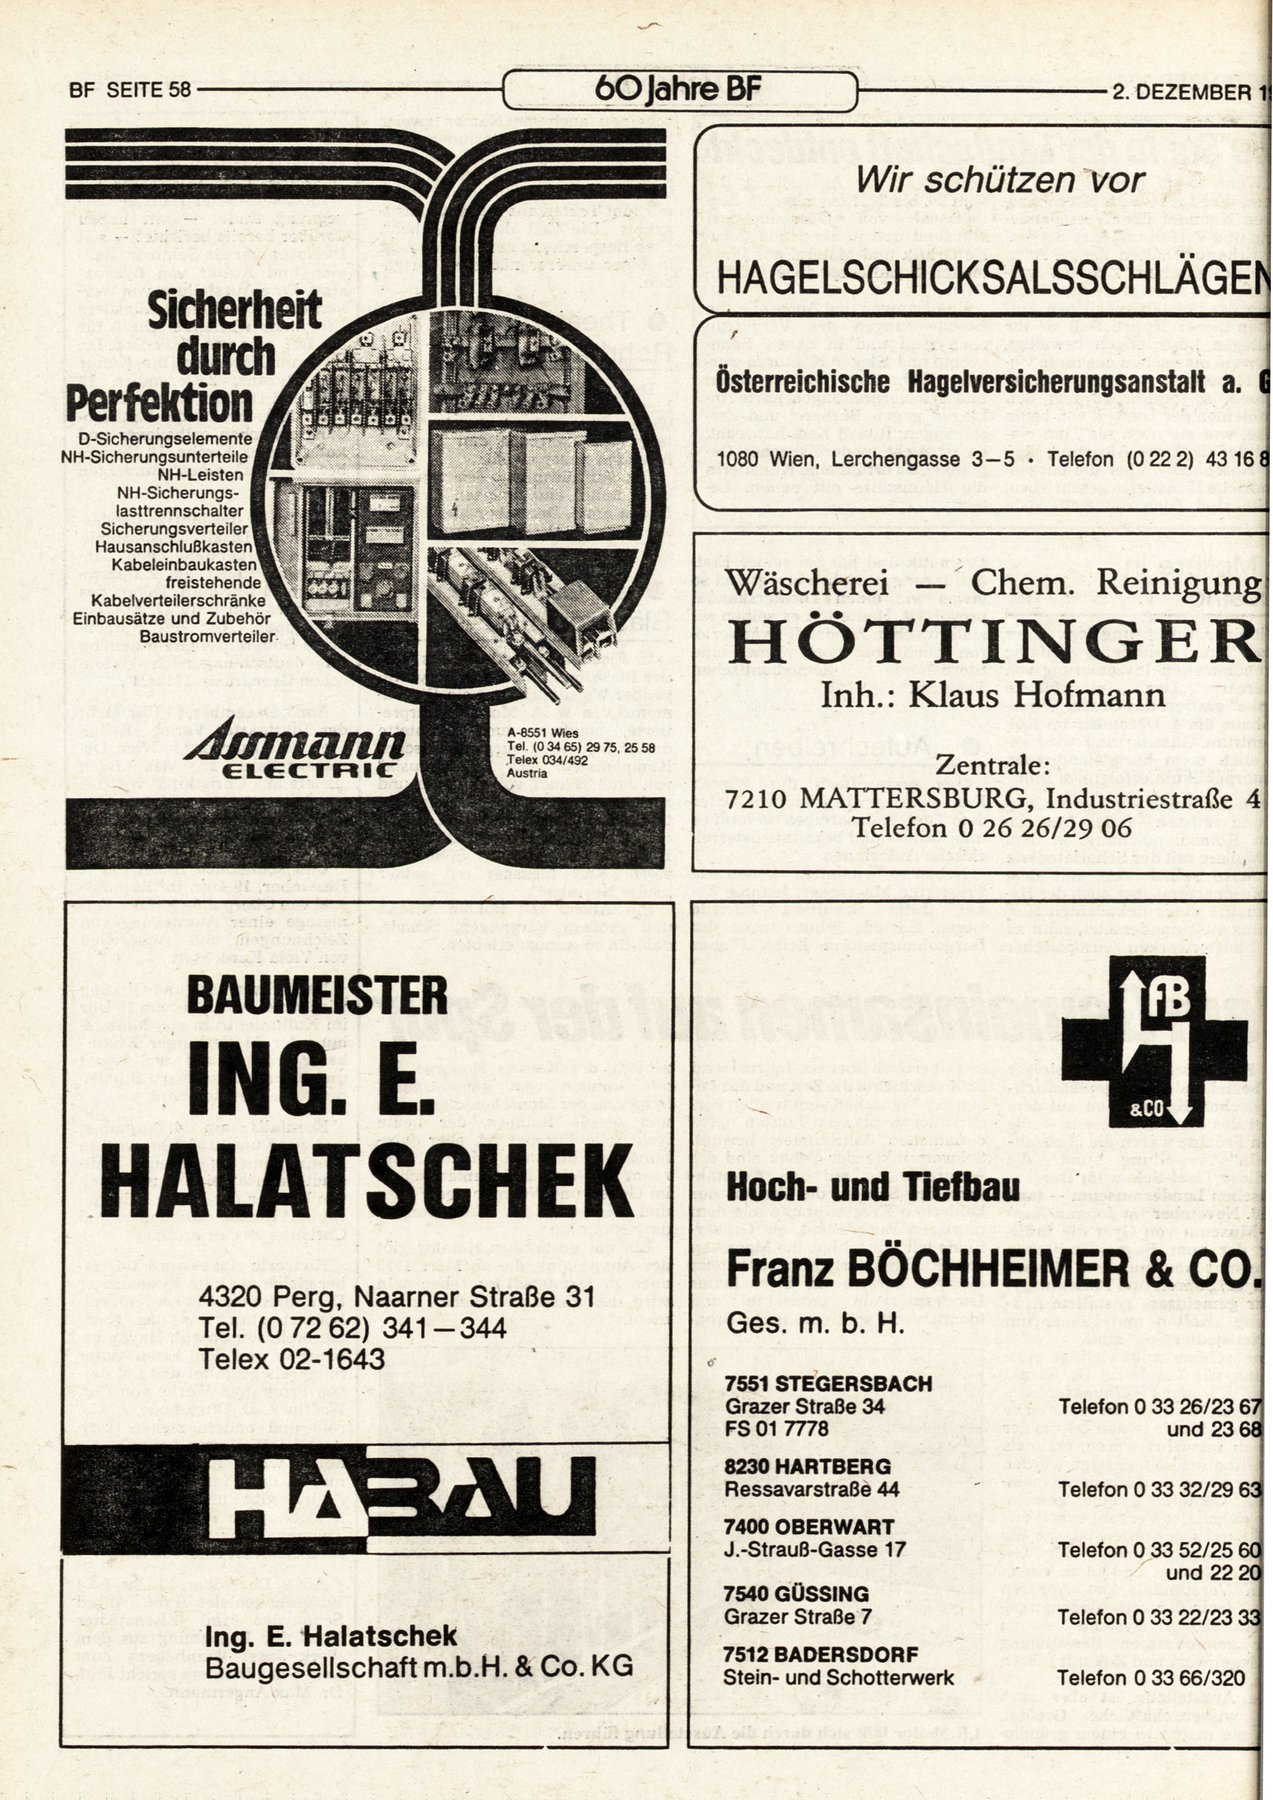 BF SEITE 58
60 Jahre BF
2. DEZEMBER
Sicherheit
durch
Perfektion
D-Sicherungselemente
NH-Sicherungsunterteile
NH-Leisten
NH-Sicherungs-
lasttrennschalter
Sicherungsverteiler
Hausanschlußkasten
Kabeleinbaukasten
freistehende
Kabelverteilerschränke
Einbausätze und Zubehör
Baustromverteiler
Assmann
ELECTRIC
A-8551 Wies
Tel. (0 34 65) 29 75, 25 58
Telex 034/492
Austria
Wir schützen vor
HAGELSCHICKSALSSCHLÄGEN
Österreichische Hagelversicherungsanstalt a. G
1080 Wien, Lerchengasse 3–5 · Telefon (0 22 2) 43 16 8
Wäscherei — Chem. Reinigung
HÖTTINGER
Inh.: Klaus Hofmann
Zentrale:
7210 MATTERSBURG, Industriestraße 4
Telefon 0 26 26/29 06
BAUMEISTER
ING. E.
HALATSCHEK
4320 Perg, Naarner Straße 31
Tel. (0 72 62) 341 – 344
Telex 02-1643
HABAU
Ing. E. Halatschek
Baugesellschaft m.b.H. & Co. KG
fB
H
&CO
Hoch- und Tiefbau
Franz BÖCHHEIMER & CO.
Ges. m. b. H.
7551 STEGERSBACH
Grazer Straße 34 Telefon 0 33 26/23 67
FS 01 7778 und 23 68
8230 HARTBERG
Ressavarstraße 44 Telefon 0 33 32/29 63
7400 OBERWART
J.-Strauß-Gasse 17 Telefon 0 33 52/25 60
und 22 20
7540 GÜSSING
Grazer Straße 7 Telefon 0 33 22/23 33
7512 BADERSDORF
Stein- und Schotterwerk Telefon 0 33 66/320